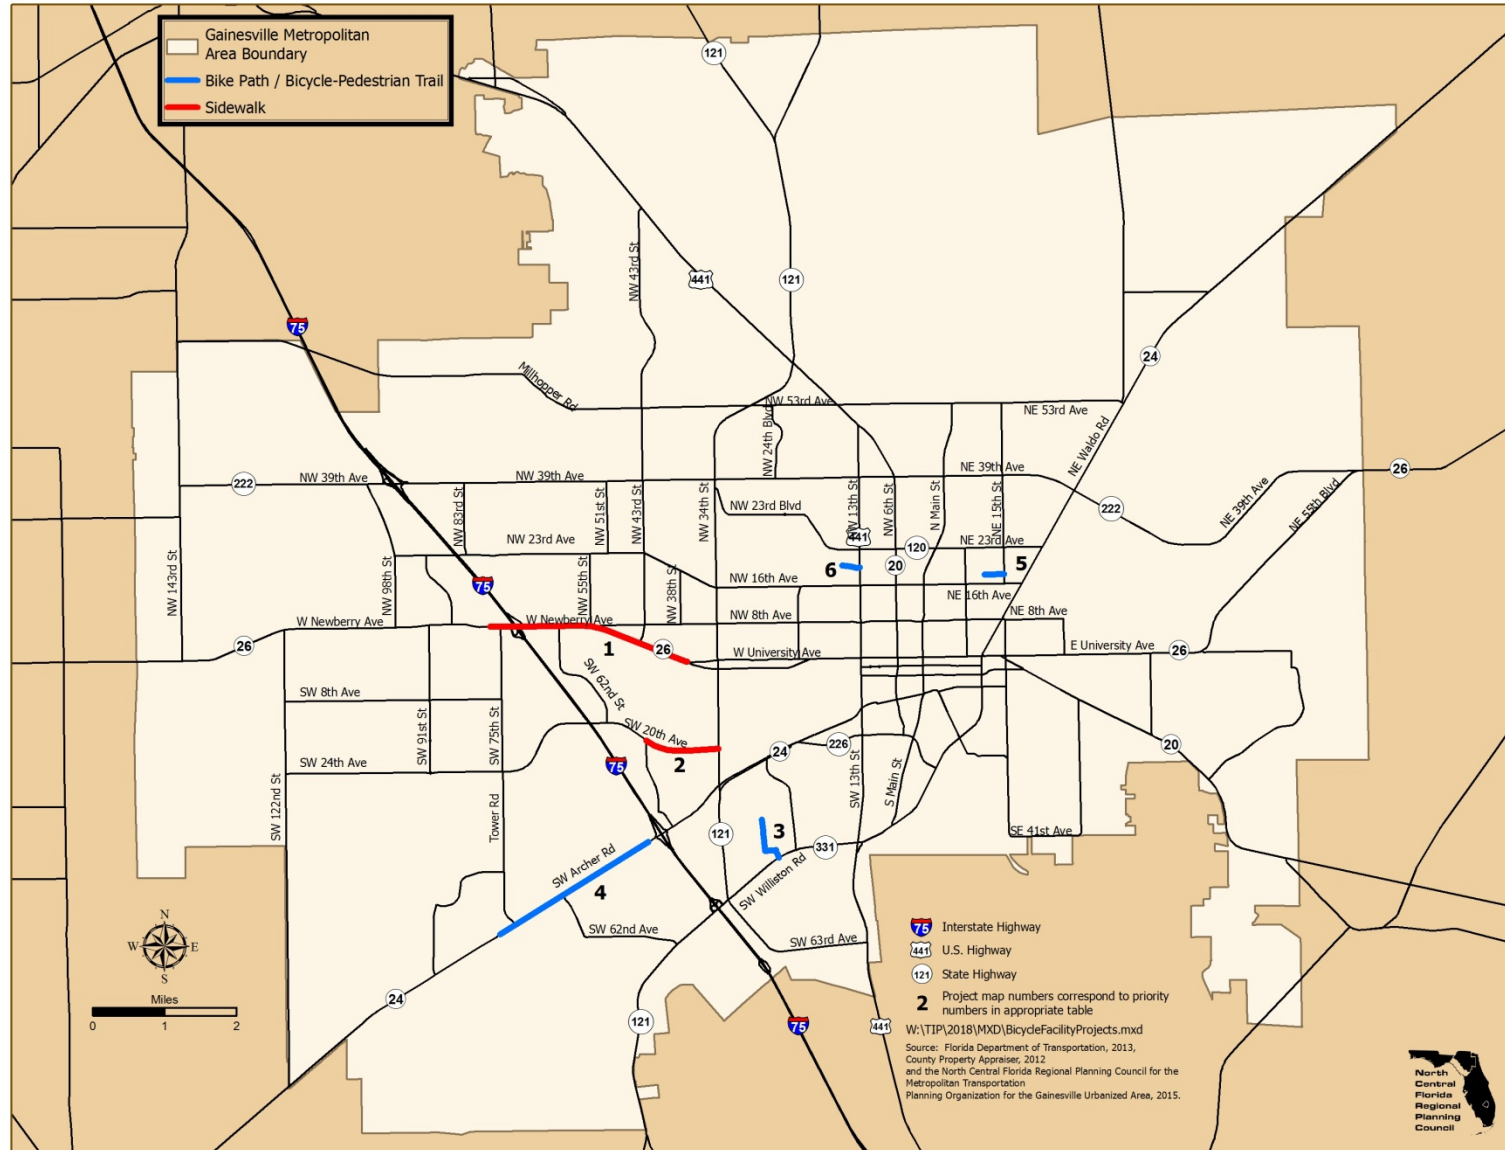 Gainesville Metropolitan
Area Boundary
Bike Path / Bicycle-Pedestrian Trail
Sidewalk
121
NW 43rd St
441
121
75
24
Millhopper Rd
NW 53rd Ave
NE 53rd Ave
NW 24th Blvd
NE Waldo Rd
26
222
NW 39th Ave
NW 39th Ave
NE 39th Ave
NW 83rd St
NW 51st St
NW 43rd St
NW 34th St
NW 23rd Blvd
NW 13th St
NW 6th St
N Main St
NE 15th St
222
NE 39th Ave
NE 55th Blvd
441
NW 23rd Ave
120
NE 23rd Ave
NW 143rd St
NW 98th St
75
NW 55th St
NW 38th St
NW 16th Ave
6
20
5
NE 16th Ave
W Newberry Ave
W Newberry Ave
NW 8th Ave
NE 8th Ave
26
1
26
W University Ave
E University Ave
26
SW 8th Ave
SW 62nd St
SW 91st St
SW 75th St
SW 20th Ave
2
24
226
20
SW 24th Ave
75
SW 122nd St
Tower Rd
SW 13th St
S Main St
121
3
331
SE 41st Ave
SW Archer Rd
4
SW Williston Rd
SW 62nd Ave
SW 63rd Ave
24
121
75
441
N
W
E
S
Miles
0
1
2
75 Interstate Highway
441 U.S. Highway
121 State Highway
2 Project map numbers correspond to priority
numbers in appropriate table
W:\TIP\2018\MXD\BicycleFacilityProjects.mxd
Source: Florida Department of Transportation, 2013,
County Property Appraiser, 2012
and the North Central Florida Regional Planning Council for the
Metropolitan Transportation
Planning Organization for the Gainesville Urbanized Area, 2015.
North
Central
Florida
Regional
Planning
Council